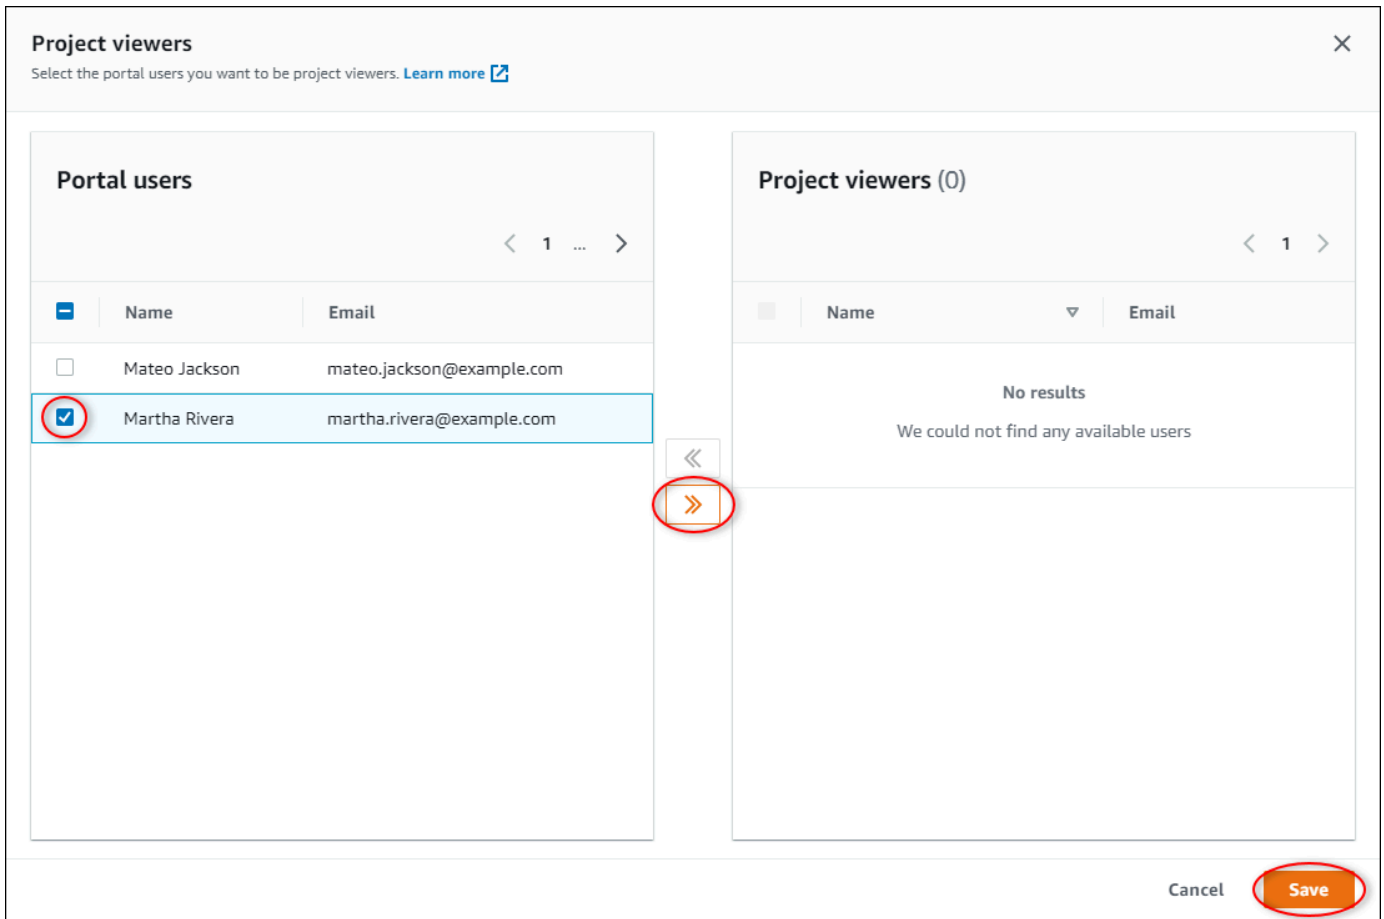 Project viewers
Select the portal users you want to be project viewers. Learn more
Portal users
1 ...
Name Email
Mateo Jackson mateo.jackson@example.com
Martha Rivera martha.rivera@example.com
Project viewers (0)
1
Name Email
No results
We could not find any available users
Cancel Save